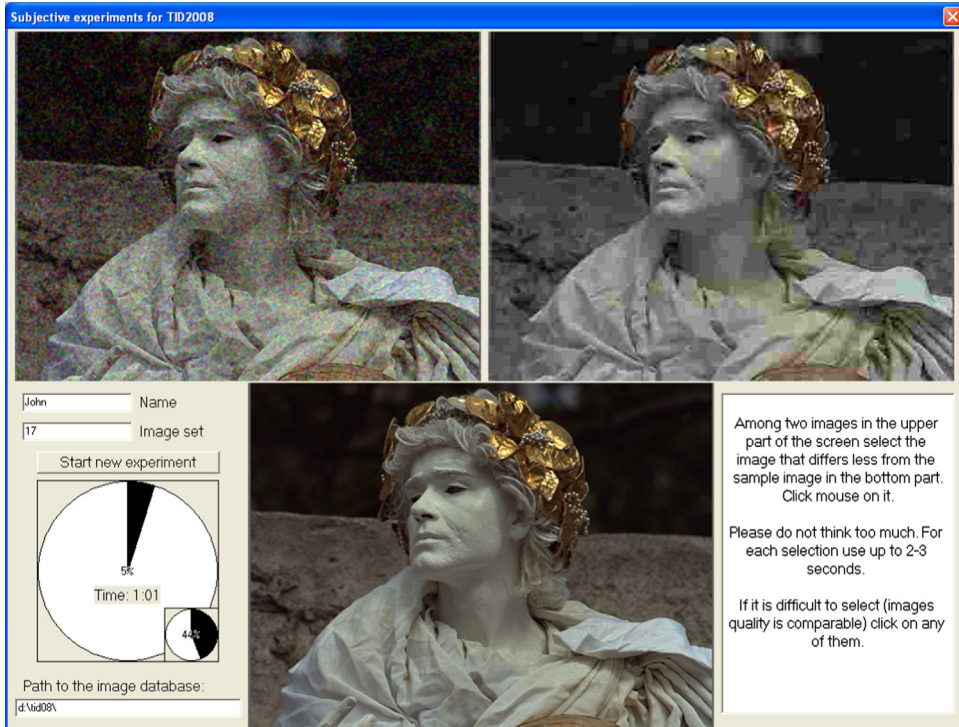 Subjective experiments for TID2008
John
Name
17
Image set
Start new experiment
5%
Time: 1:01
44%
Path to the image database:
d:\tid08\
Among two images in the upper
part of the screen select the
image that differs less from the
sample image in the bottom part.
Click mouse on it.
Please do not think too much. For
each selection use up to 2-3
seconds.
If it is difficult to select (images
quality is comparable) click on any
of them.